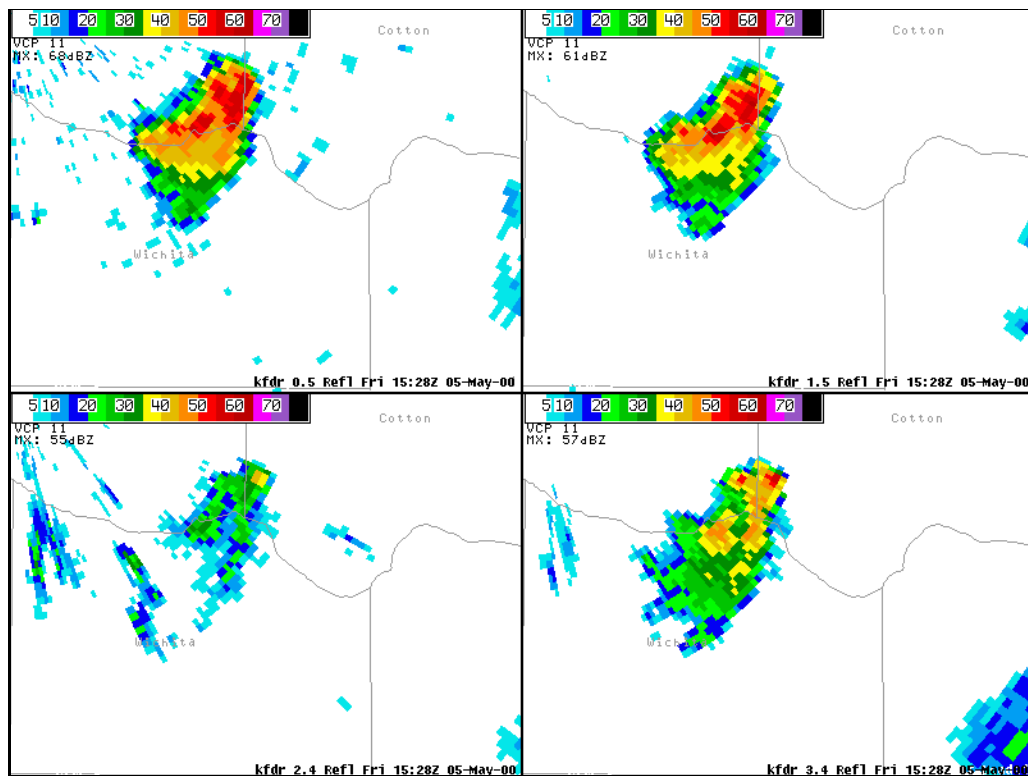 5 10 20 30 40 50 60 70
VCP 11
MX: 68dBZ
Cotton
Wichita
kfdr 0.5 Refl Fri 15:28Z 05-May-00
5 10 20 30 40 50 60 70
VCP 11
MX: 61dBZ
Cotton
Wichita
kfdr 1.5 Refl Fri 15:28Z 05-May-00
5 10 20 30 40 50 60 70
VCP 11
MX: 55dBZ
Cotton
Wichita
kfdr 2.4 Refl Fri 15:28Z 05-May-00
5 10 20 30 40 50 60 70
VCP 11
MX: 57dBZ
Cotton
Wichita
kfdr 3.4 Refl Fri 15:28Z 05-May-00